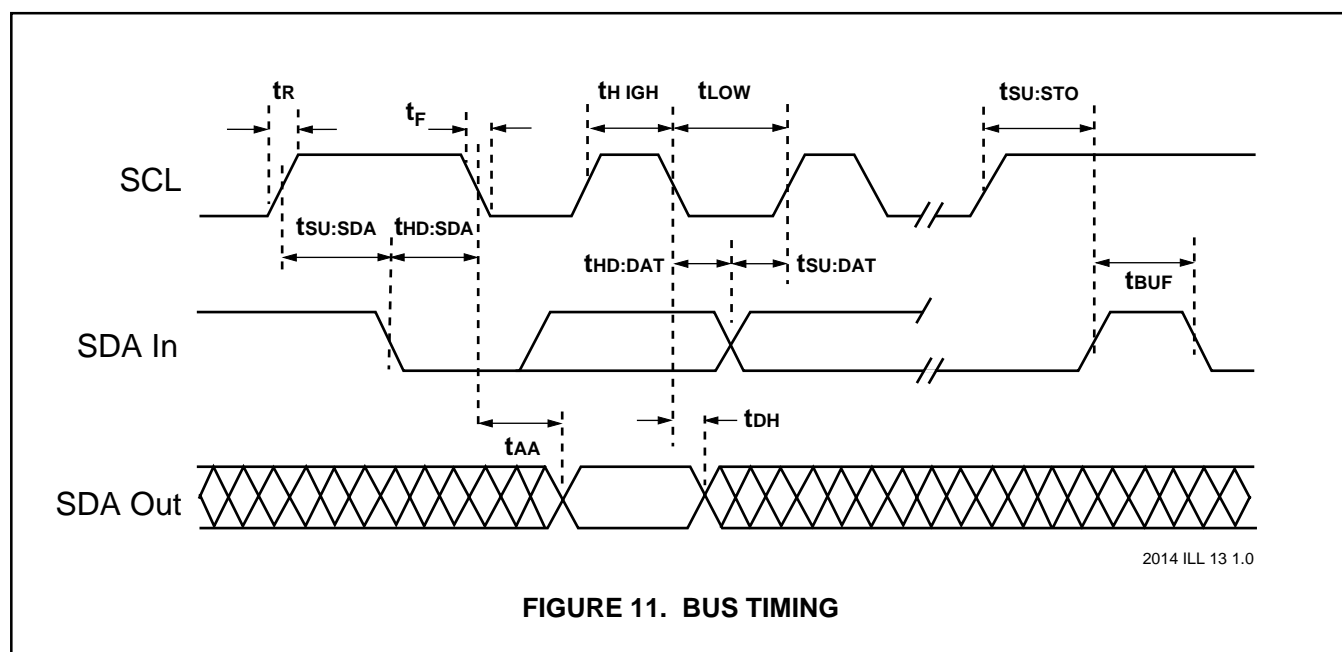 tR
tF
tH IGH
tLOW
tSU:STO
SCL
tSU:SDA
tHD:SDA
tHD:DAT
tSU:DAT
tBUF
SDA In
tAA
tDH
SDA Out
2014 ILL 13 1.0
FIGURE 11. BUS TIMING